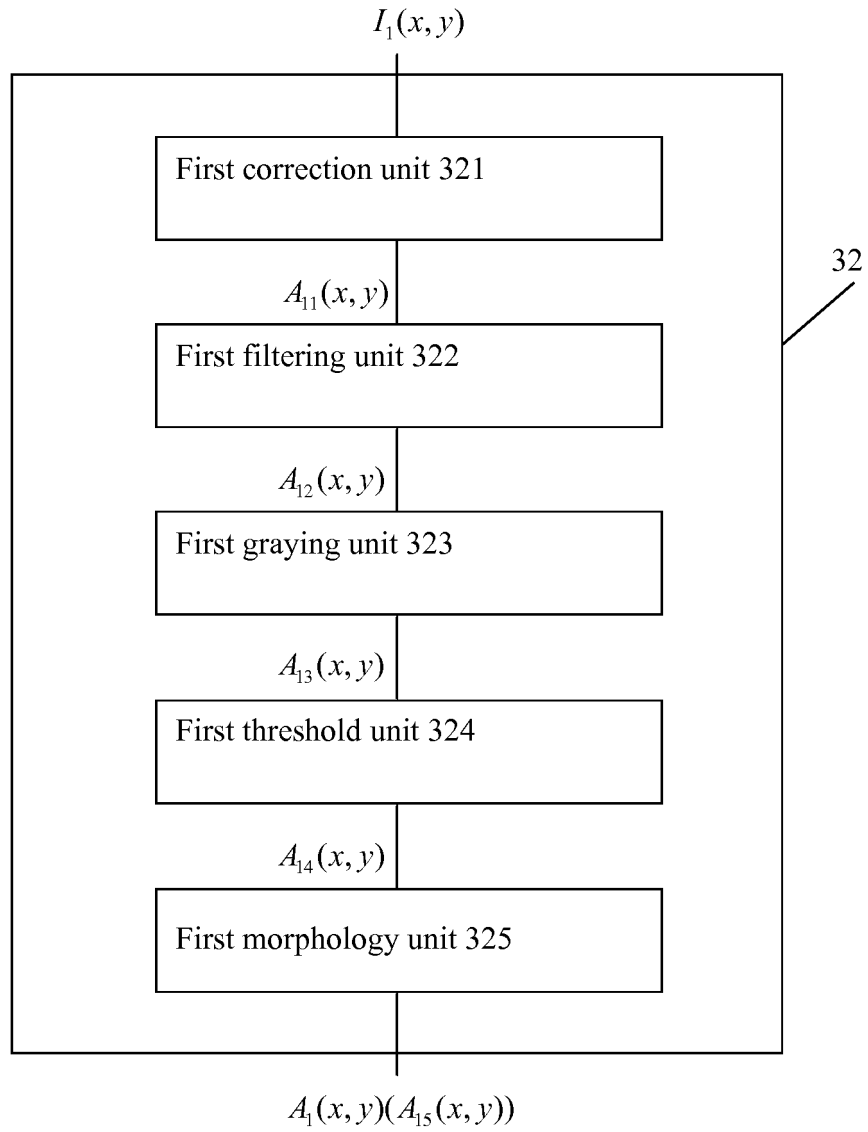 I₁(x, y)
First correction unit 321
32
A₁₁(x, y)
First filtering unit 322
A₁₂(x, y)
First graying unit 323
A₁₃(x, y)
First threshold unit 324
A₁₄(x, y)
First morphology unit 325
A₁(x, y)(A₁₅(x, y))